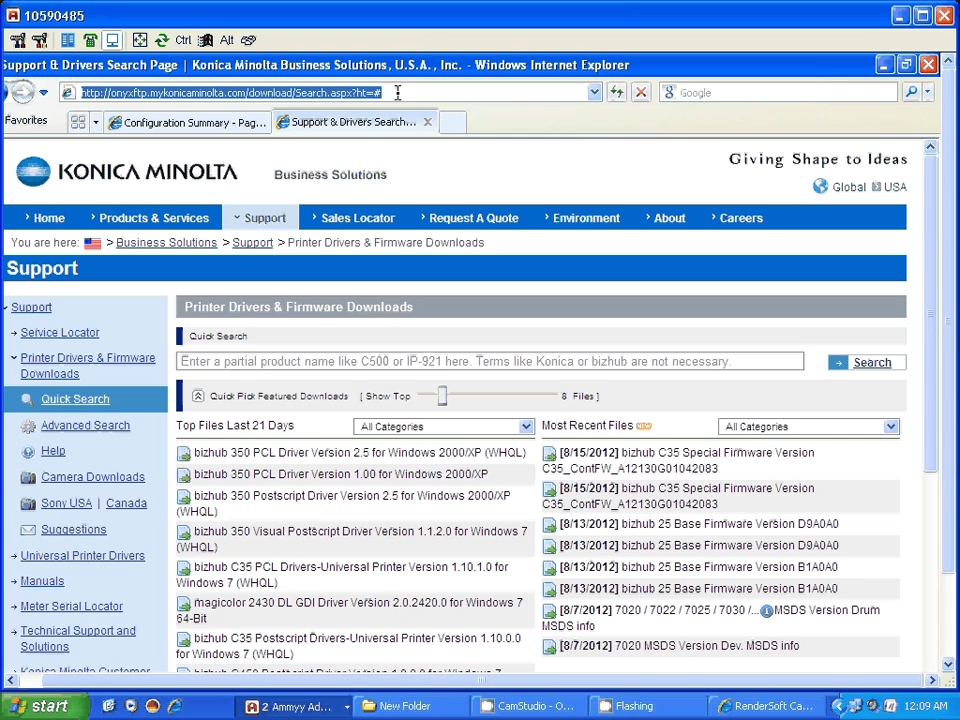 10590485
Ctrl Alt
Support & Drivers Search Page | Konica Minolta Business Solutions, U.S.A., Inc. - Windows Internet Explorer
http://onyxftp.mykonicaminolta.com/download/Search.aspx?ht=#
Google
Favorites
Configuration Summary - Pag...
Support & Drivers Search...
KONICA MINOLTA
Business Solutions
Giving Shape to Ideas
Global USA
Home
Products & Services
Support
Sales Locator
Request A Quote
Environment
About
Careers
You are here: > Business Solutions > Support > Printer Drivers & Firmware Downloads
Support
Support
Service Locator
Printer Drivers & Firmware
Downloads
Quick Search
Advanced Search
Help
Camera Downloads
Sony USA | Canada
Suggestions
Universal Printer Drivers
Manuals
Meter Serial Locator
Technical Support and
Solutions
Konica Minolta Customer
Printer Drivers & Firmware Downloads
Quick Search
Enter a partial product name like C500 or IP-921 here. Terms like Konica or bizhub are not necessary.
Search
Quick Pick Featured Downloads [ Show Top 8 Files ]
Top Files Last 21 Days
All Categories
bizhub 350 PCL Driver Version 2.5 for Windows 2000/XP (WHQL)
bizhub 350 PCL Driver Version 1.00 for Windows 2000/XP
bizhub 350 Postscript Driver Version 2.5 for Windows 2000/XP
(WHQL)
bizhub 350 Visual Postscript Driver Version 1.1.2.0 for Windows 7
(WHQL)
bizhub C35 PCL Drivers-Universal Printer Version 1.10.1.0 for
Windows 7 (WHQL)
magicolor 2430 DL GDI Driver Version 2.0.2420.0 for Windows 7
64-Bit
bizhub C35 Postscript Drivers-Universal Printer Version 1.10.0.0
for Windows 7 (WHQL)
Most Recent Files
All Categories
[8/15/2012] bizhub C35 Special Firmware Version
C35_ContFW_A12130G01042083
[8/15/2012] bizhub C35 Special Firmware Version
C35_ContFW_A12130G01042083
[8/13/2012] bizhub 25 Base Firmware Version D9A0A0
[8/13/2012] bizhub 25 Base Firmware Version D9A0A0
[8/13/2012] bizhub 25 Base Firmware Version B1A0A0
[8/13/2012] bizhub 25 Base Firmware Version B1A0A0
[8/7/2012] 7020 / 7022 / 7025 / 7030 /... MSDS Version Drum
MSDS info
[8/7/2012] 7020 MSDS Version Dev. MSDS info
start
2 Ammyy Ad...
New Folder
CamStudio - O...
Flashing
RenderSoft Ca...
12:09 AM